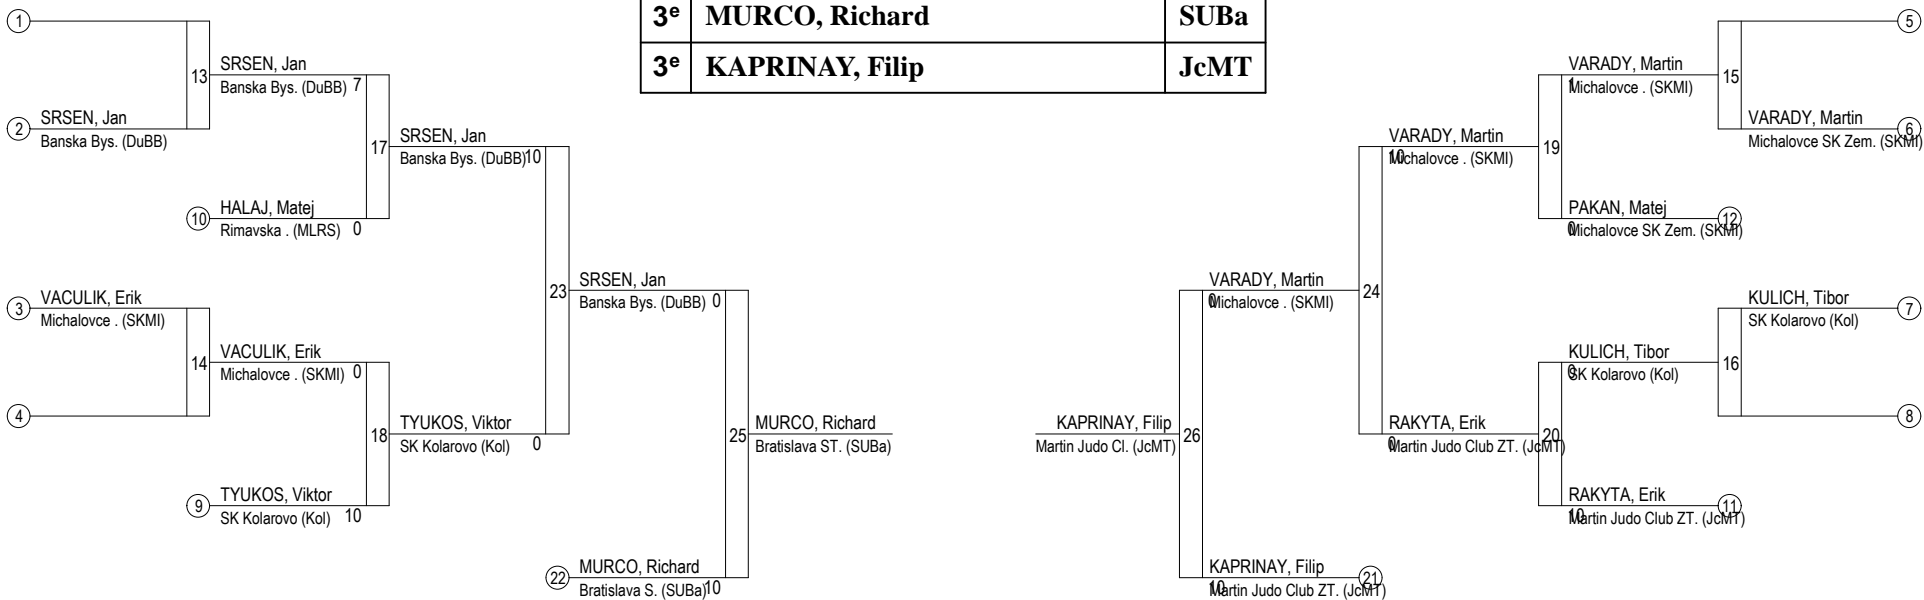 3e MURCO, Richard SUBa
3e KAPRINAY, Filip JcMT
1
13
SRSEN, Jan
Banska Bys. (DuBB) 7
2
SRSEN, Jan
Banska Bys. (DuBB)
17
SRSEN, Jan
Banska Bys. (DuBB) 10
10
HALAJ, Matej
Rimavska . (MLRS) 0
23
SRSEN, Jan
Banska Bys. (DuBB) 0
3
VACULIK, Erik
Michalovce . (SKMI)
14
VACULIK, Erik
Michalovce . (SKMI) 0
4
18
TYUKOS, Viktor
SK Kolarovo (Kol) 0
9
TYUKOS, Viktor
SK Kolarovo (Kol) 10
25
MURCO, Richard
Bratislava ST. (SUBa)
22
MURCO, Richard
Bratislava S. (SUBa) 10
5
VARADY, Martin
1 Michalovce . (SKMI)
15
VARADY, Martin
Michalovce SK Zem. (SKMI)
6
VARADY, Martin
10 Michalovce . (SKMI)
19
PAKAN, Matej
0 Michalovce SK Zem. (SKMI)
12
VARADY, Martin
0 Michalovce . (SKMI)
24
KULICH, Tibor
SK Kolarovo (Kol)
7
KULICH, Tibor
0 SK Kolarovo (Kol)
16
8
KAPRINAY, Filip
Martin Judo Cl. (JcMT)
26
RAKYTA, Erik
0 Martin Judo Club ZT. (JcMT)
20
RAKYTA, Erik
10 Martin Judo Club ZT. (JcMT)
11
KAPRINAY, Filip
10 Martin Judo Club ZT. (JcMT)
21